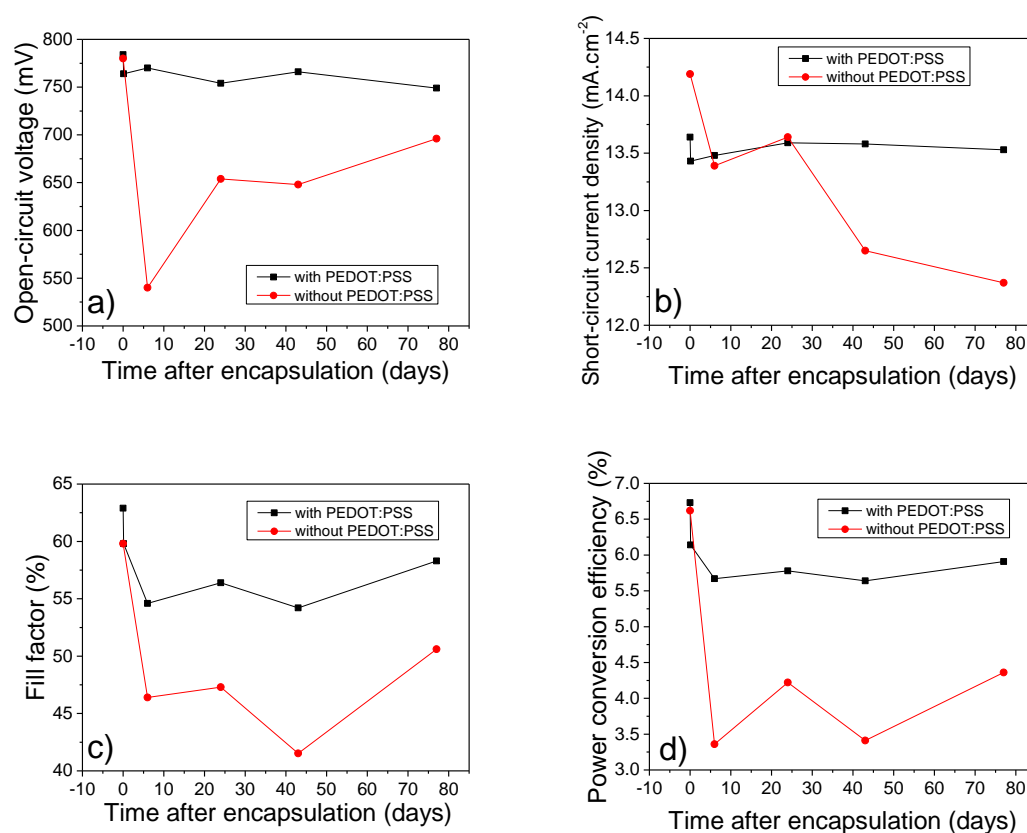 800
750
700
650
600
550
500
-10 0 10 20 30 40 50 60 70 80
Open-circuit voltage (mV)
Time after encapsulation (days)
with PEDOT:PSS
without PEDOT:PSS
a)
14.5
14.0
13.5
13.0
12.5
12.0
-10 0 10 20 30 40 50 60 70 80
Short-circuit current density (mA.cm⁻²)
Time after encapsulation (days)
with PEDOT:PSS
without PEDOT:PSS
b)
65
60
55
50
45
40
-10 0 10 20 30 40 50 60 70 80
Fill factor (%)
Time after encapsulation (days)
with PEDOT:PSS
without PEDOT:PSS
c)
7.0
6.5
6.0
5.5
5.0
4.5
4.0
3.5
3.0
-10 0 10 20 30 40 50 60 70 80
Power conversion efficiency (%)
Time after encapsulation (days)
with PEDOT:PSS
without PEDOT:PSS
d)